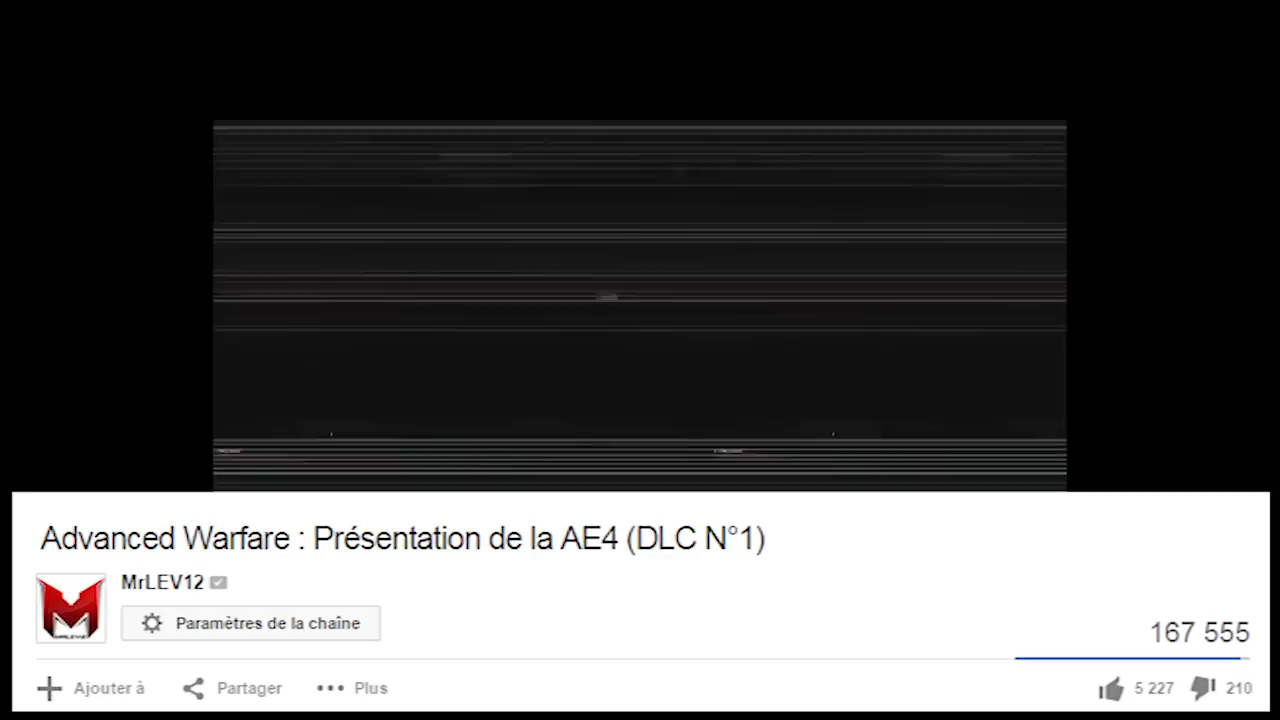 Advanced Warfare : Présentation de la AE4 (DLC N°1)
MrLEV12
Paramètres de la chaîne
167 555
Ajouter à
Partager
Plus
5 227
210